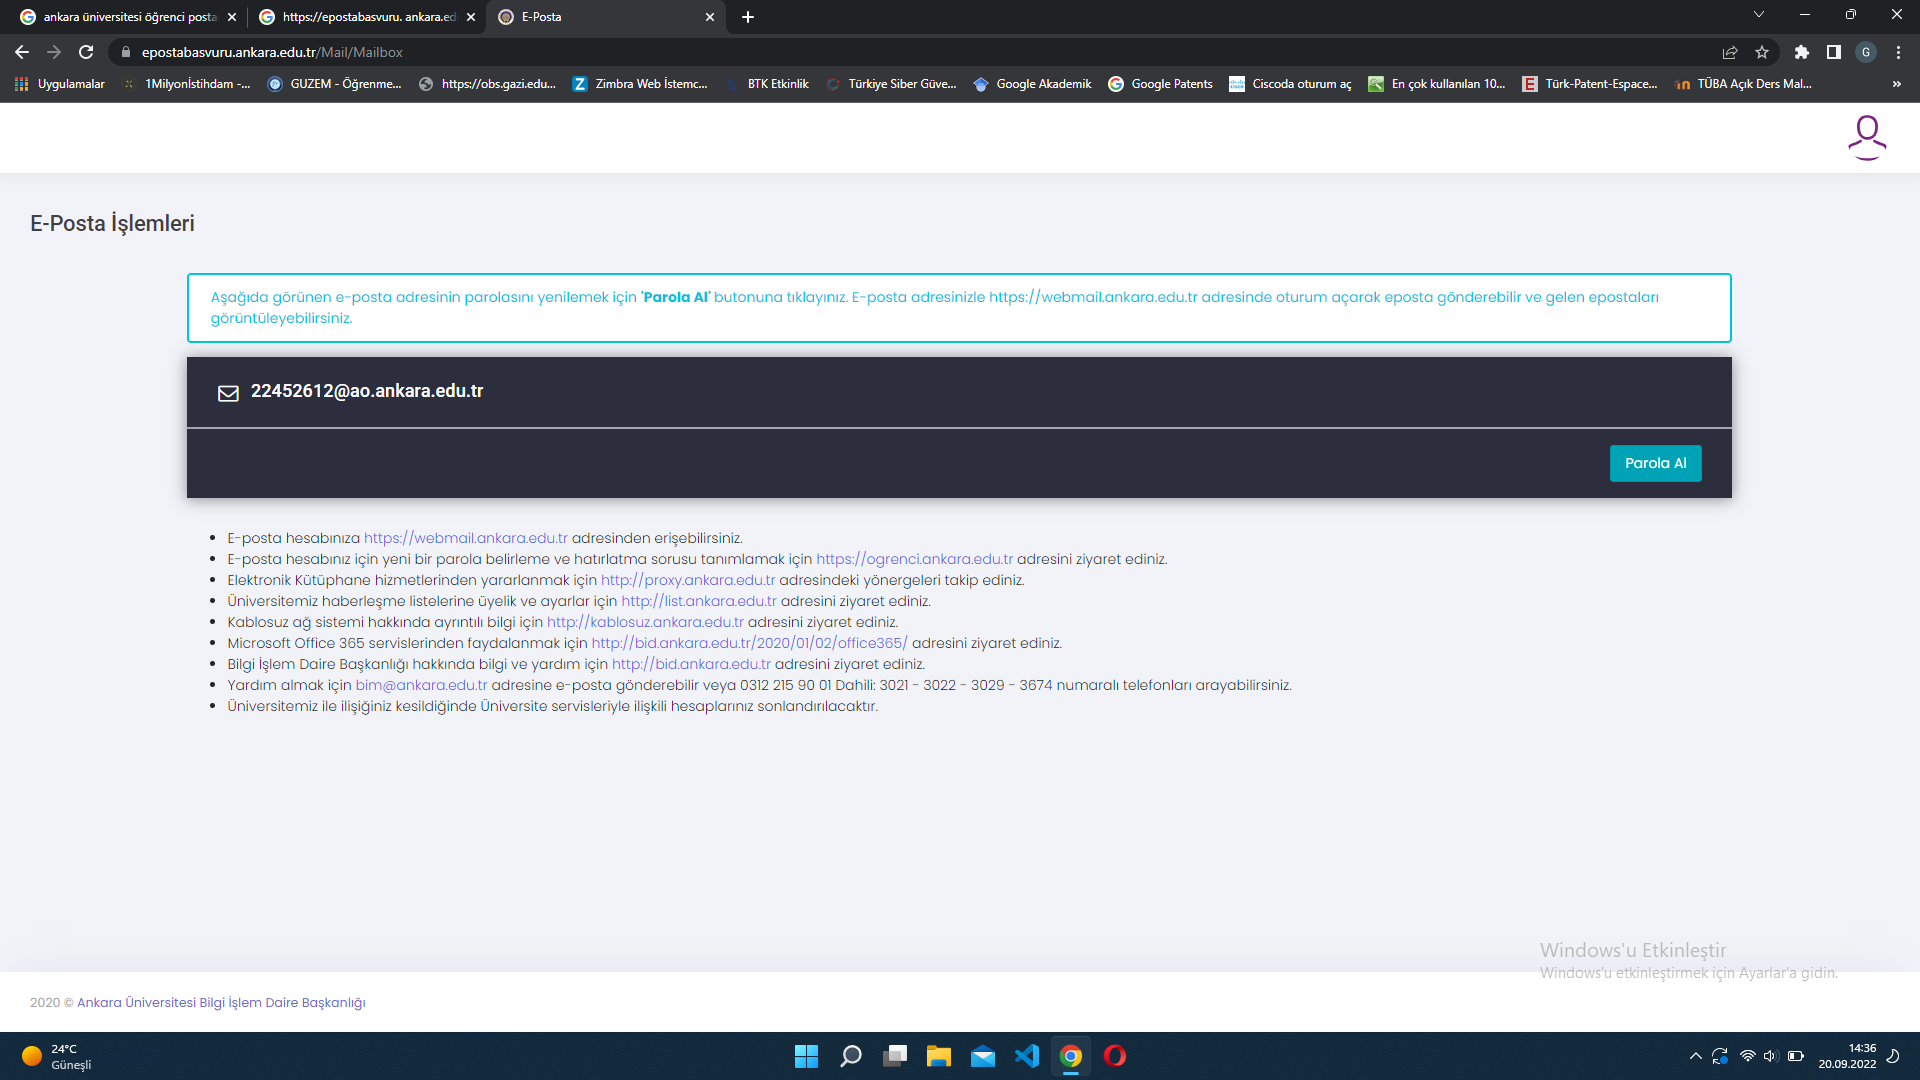 ankara üniversitesi öğrenci posta
https://epostabasvuru. ankara.ed
E-Posta
epostabasvuru.ankara.edu.tr/Mail/Mailbox
G
Uygulamalar
1Milyonİstihdam -...
GUZEM - Öğrenme...
https://obs.gazi.edu...
Zimbra Web İstemc...
BTK Etkinlik
Türkiye Siber Güve...
Google Akademik
Google Patents
Ciscoda oturum aç
En çok kullanılan 10...
Türk-Patent-Espace...
TÜBA Açık Ders Mal...
»
E-Posta İşlemleri
Aşağıda görünen e-posta adresinin parolasını yenilemek için 'Parola Al' butonuna tıklayınız. E-posta adresinizle https://webmail.ankara.edu.tr adresinde oturum açarak eposta gönderebilir ve gelen epostaları
görüntüleyebilirsiniz.
22452612@ao.ankara.edu.tr
Parola Al
• E-posta hesabınıza https://webmail.ankara.edu.tr adresinden erişebilirsiniz.
• E-posta hesabınız için yeni bir parola belirleme ve hatırlatma sorusu tanımlamak için https://ogrenci.ankara.edu.tr adresini ziyaret ediniz.
• Elektronik Kütüphane hizmetlerinden yararlanmak için http://proxy.ankara.edu.tr adresindeki yönergeleri takip ediniz.
• Üniversitemiz haberleşme listelerine üyelik ve ayarlar için http://list.ankara.edu.tr adresini ziyaret ediniz.
• Kablosuz ağ sistemi hakkında ayrıntılı bilgi için http://kablosuz.ankara.edu.tr adresini ziyaret ediniz.
• Microsoft Office 365 servislerinden faydalanmak için http://bid.ankara.edu.tr/2020/01/02/office365/ adresini ziyaret ediniz.
• Bilgi İşlem Daire Başkanlığı hakkında bilgi ve yardım için http://bid.ankara.edu.tr adresini ziyaret ediniz.
• Yardım almak için bim@ankara.edu.tr adresine e-posta gönderebilir veya 0312 215 90 01 Dahili: 3021 - 3022 - 3029 - 3674 numaralı telefonları arayabilirsiniz.
• Üniversitemiz ile ilişiğiniz kesildiğinde Üniversite servisleriyle ilişkili hesaplarınız sonlandırılacaktır.
Windows'u Etkinleştir
Windows'u etkinleştirmek için Ayarlar'a gidin.
2020 © Ankara Üniversitesi Bilgi İşlem Daire Başkanlığı
24°C
Güneşli
14:36
20.09.2022